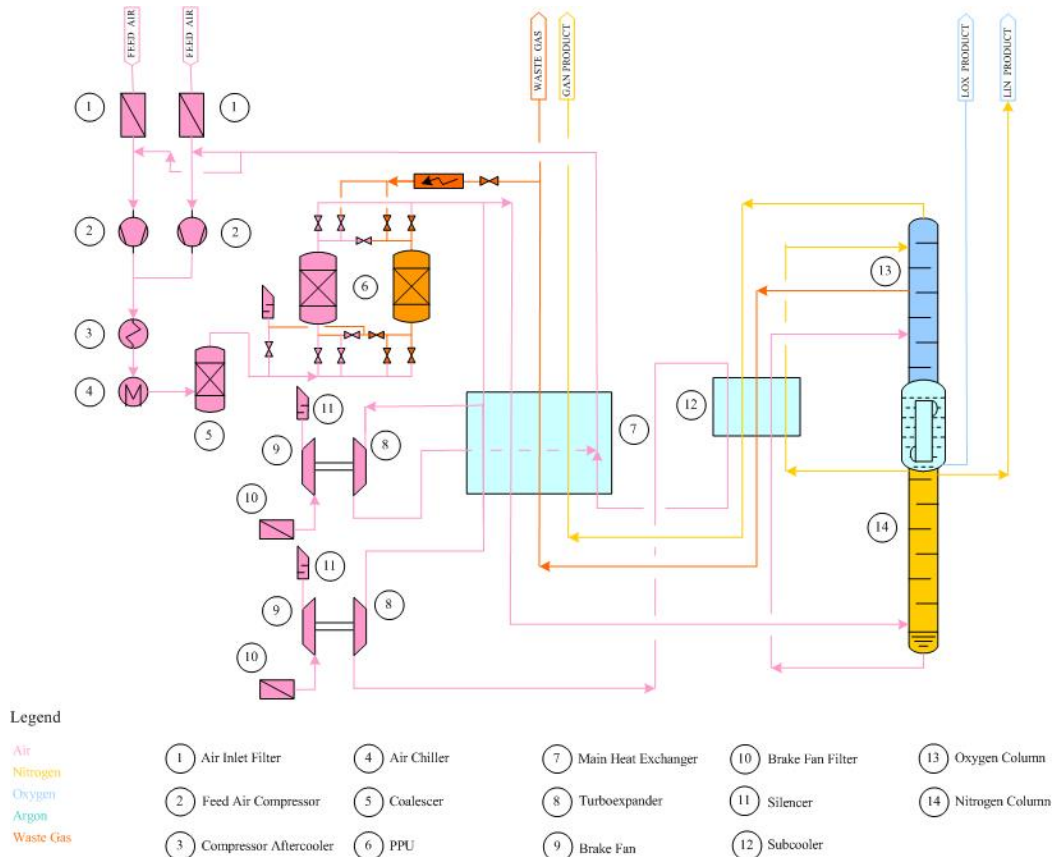 FEED AIR
FEED AIR
WASTE GAS
GAN PRODUCT
LOX PRODUCT
LIN PRODUCT
1
1
2
2
13
6
3
12
4
7
11
5
9
8
10
14
11
9
8
10
Legend
Air
Nitrogen
Oxygen
Argon
Waste Gas
1 Air Inlet Filter
2 Feed Air Compressor
3 Compressor Aftercooler
4 Air Chiller
5 Coalescer
6 PPU
7 Main Heat Exchanger
8 Turboexpander
9 Brake Fan
10 Brake Fan Filter
11 Silencer
12 Subcooler
13 Oxygen Column
14 Nitrogen Column